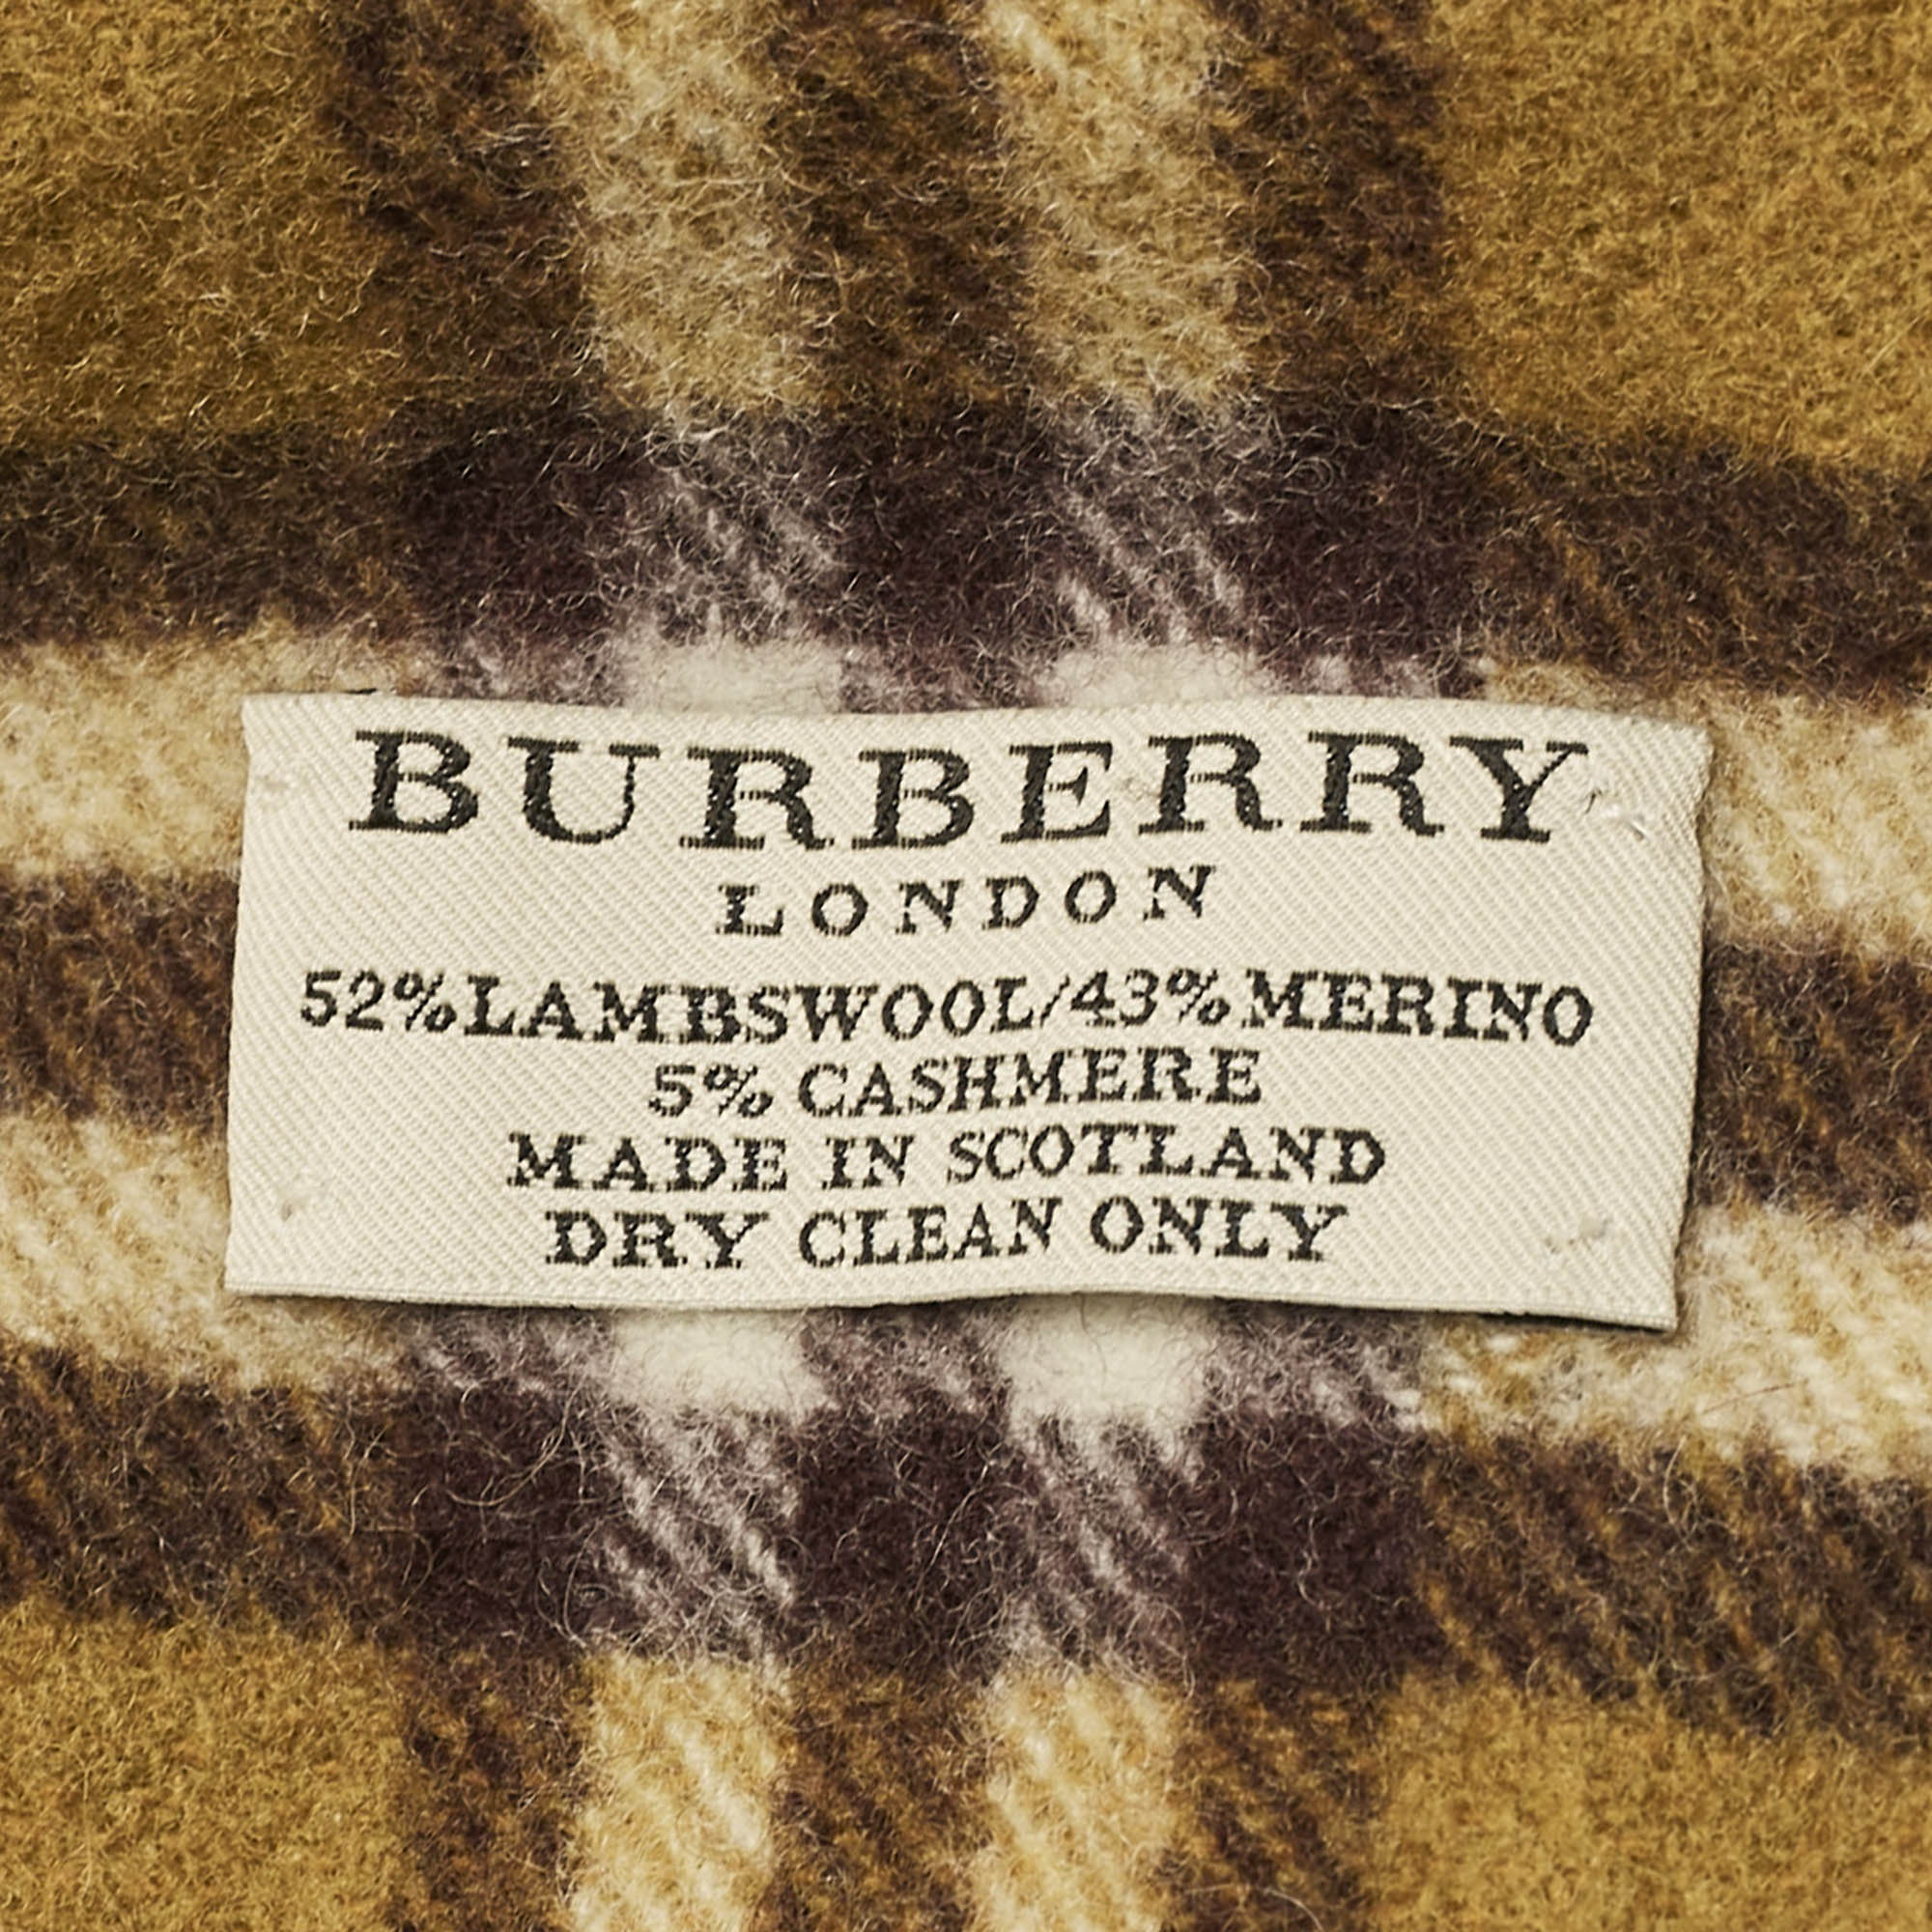 BURBERRY
LONDON
52%LAMBSWOOL/43%MERINO
5% CASHMERE
MADE IN SCOTLAND
DRY CLEAN ONLY